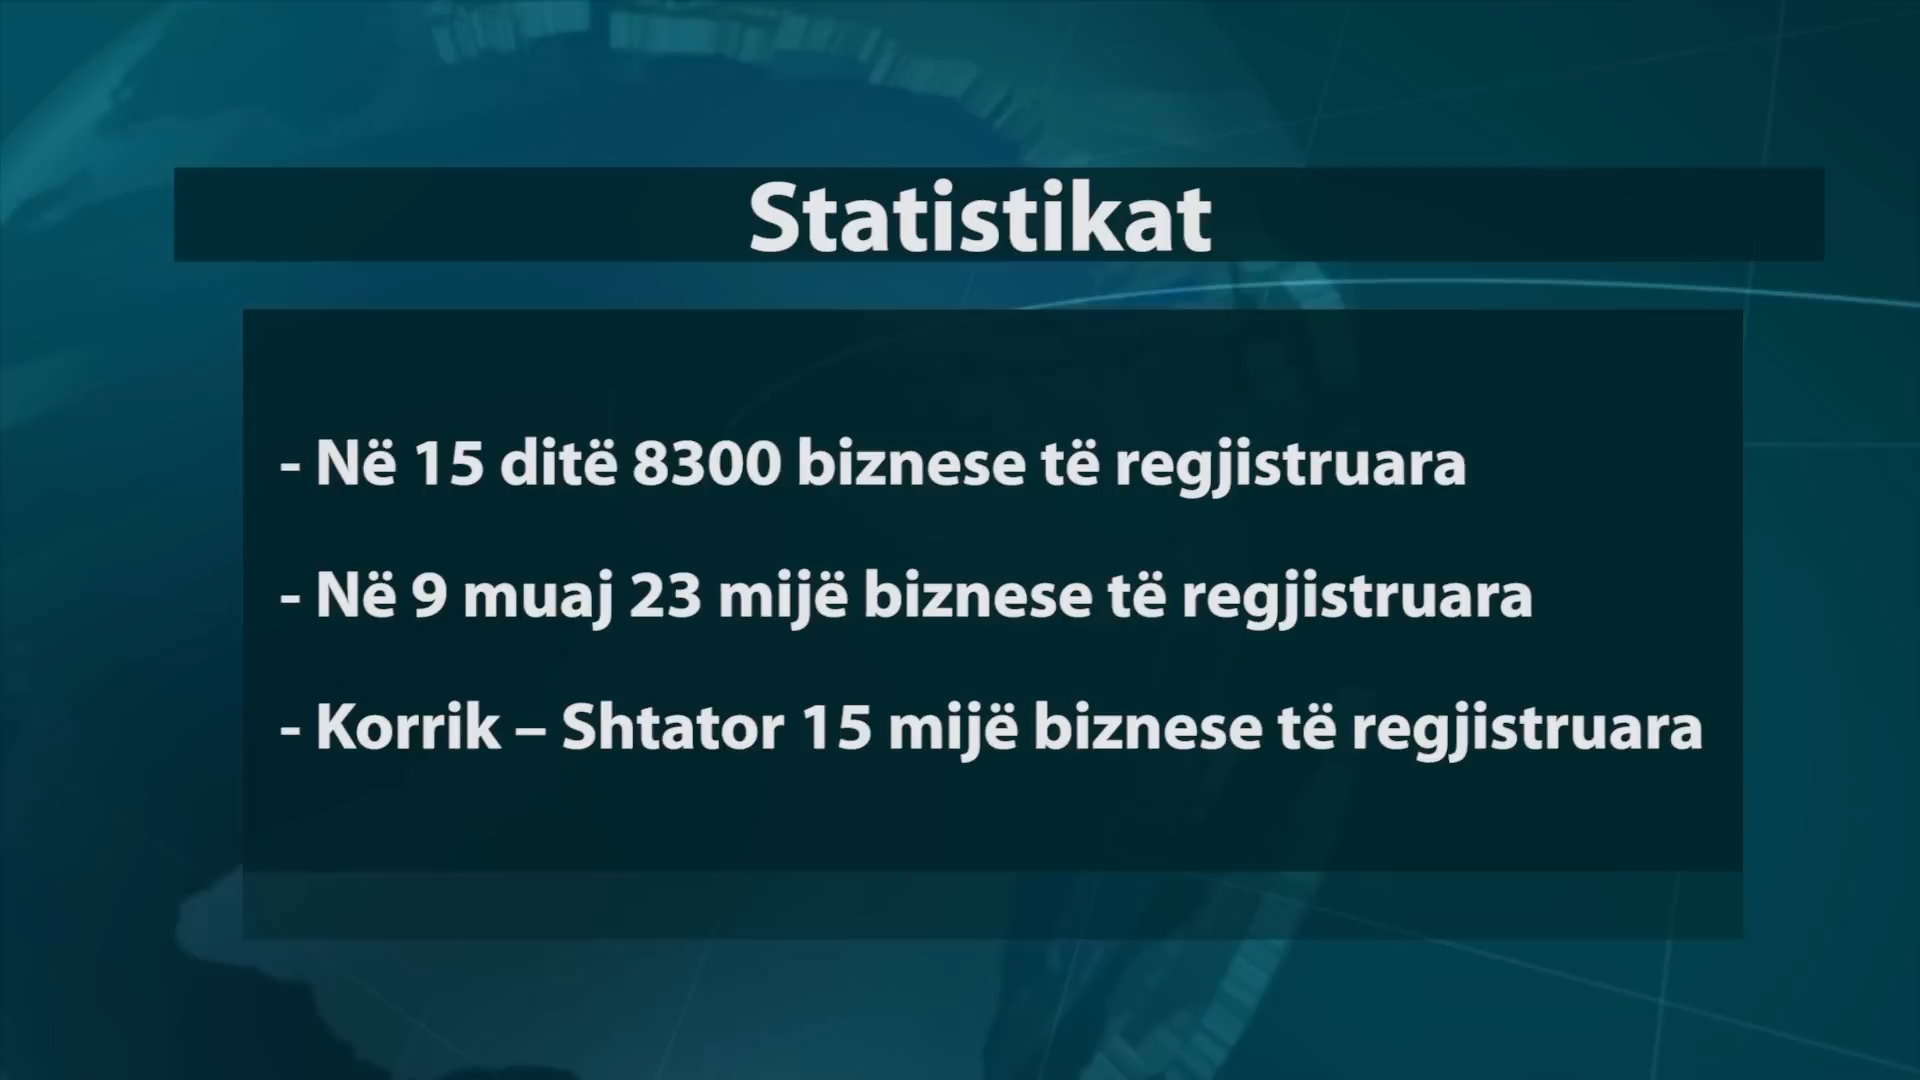 Statistikat
- Në 15 ditë 8300 biznese të regjistruara
- Në 9 muaj 23 mijë biznese të regjistruara
- Korrik – Shtator 15 mijë biznese të regjistruara